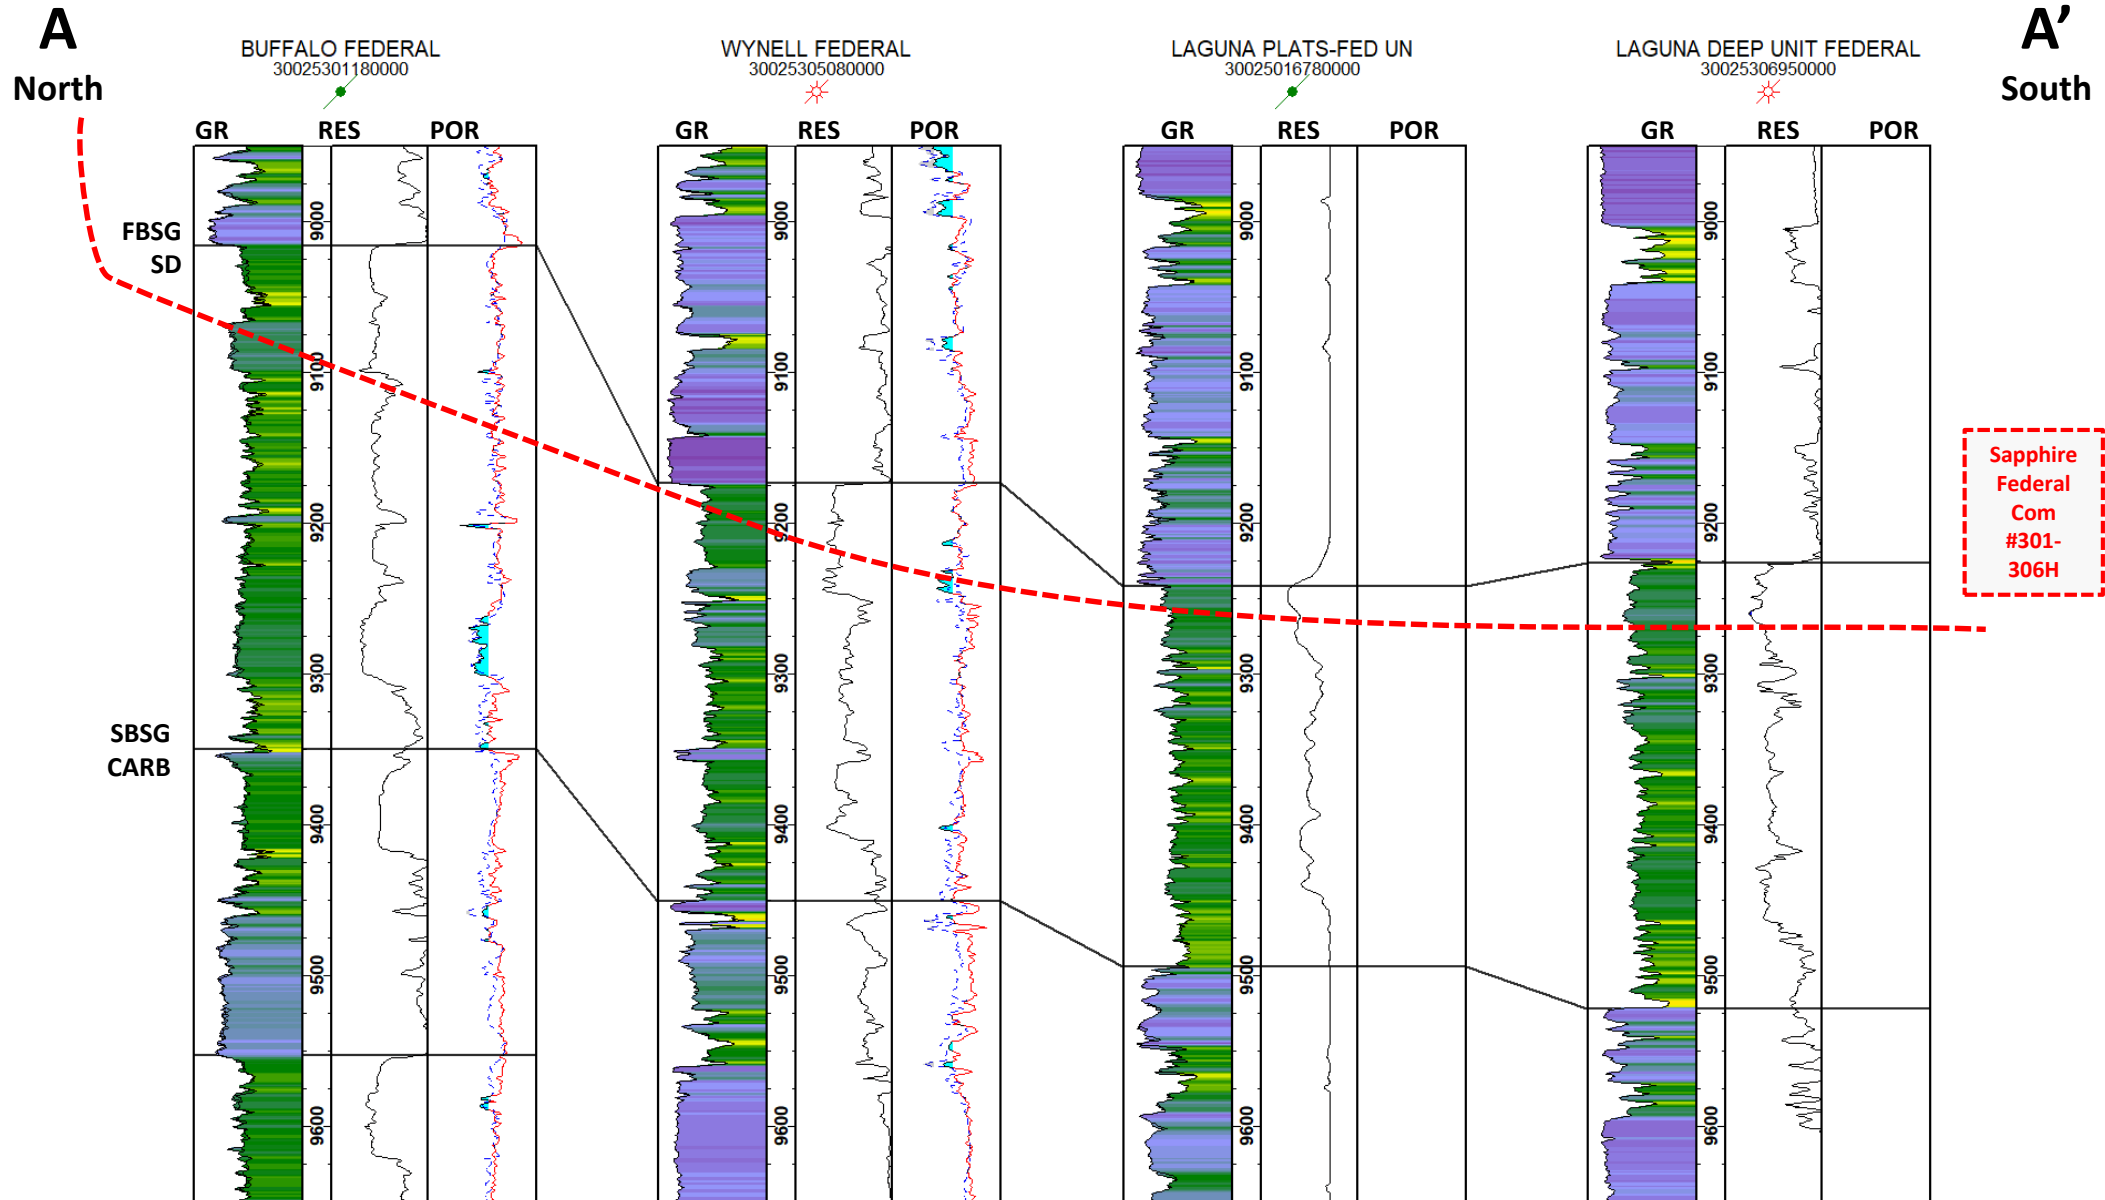 A
North
BUFFALO FEDERAL
30025301180000
WYNELL FEDERAL
30025305080000
LAGUNA PLATS-FED UN
30025016780000
LAGUNA DEEP UNIT FEDERAL
30025306950000
A’
South
GR RES POR
GR RES POR
GR RES POR
GR RES POR
FBSG
SD
SBSG
CARB
9000
9100
9200
9300
9400
9500
9600
9000
9100
9200
9300
9400
9500
9600
9000
9100
9200
9300
9400
9500
9600
9000
9100
9200
9300
9400
9500
9600
Sapphire
Federal
Com
#301-
306H